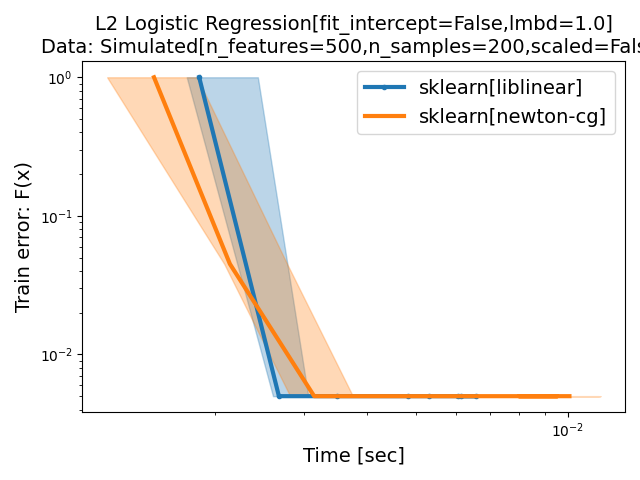 L2 Logistic Regression[fit_intercept=False,lmbd=1.0]
Data: Simulated[n_features=500,n_samples=200,scaled=Fals
sklearn[liblinear]
sklearn[newton-cg]
Train error: F(x)
10⁰
10⁻¹
10⁻²
10⁻²
Time [sec]